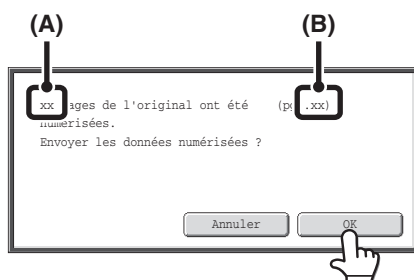 (A) (B)
xx ages de l'original ont été (p .xx)
numérisées.
Envoyer les données numérisées ?
Annuler OK